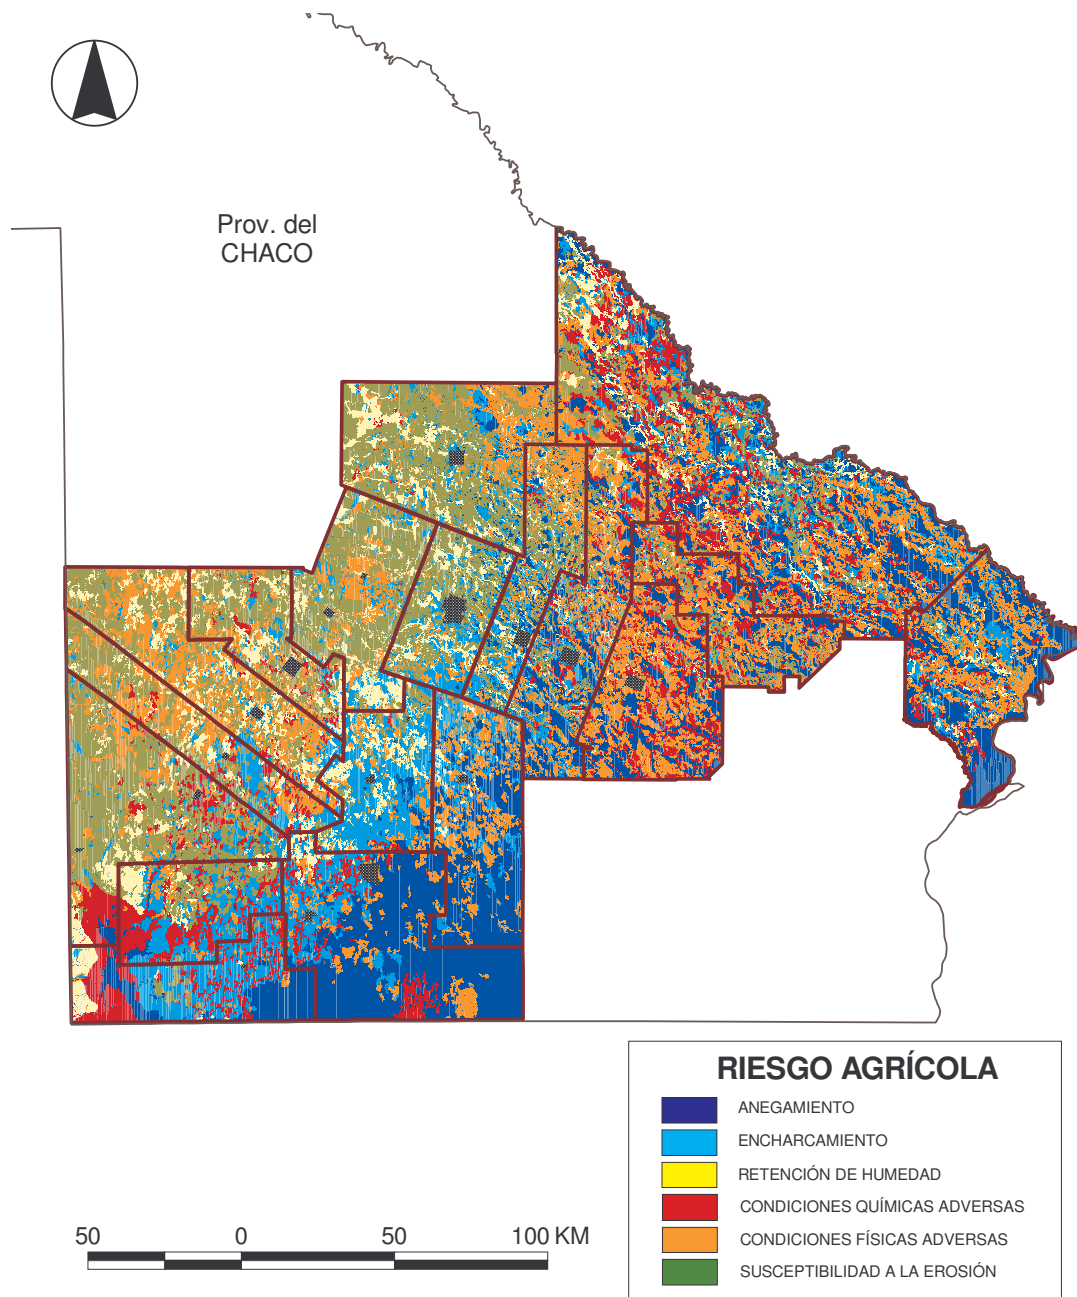 Prov. del
CHACO
RIESGO AGRÍCOLA
ANEGAMIENTO
ENCHARCAMIENTO
RETENCIÓN DE HUMEDAD
CONDICIONES QUÍMICAS ADVERSAS
CONDICIONES FÍSICAS ADVERSAS
SUSCEPTIBILIDAD A LA EROSIÓN
50 0 50 100 KM